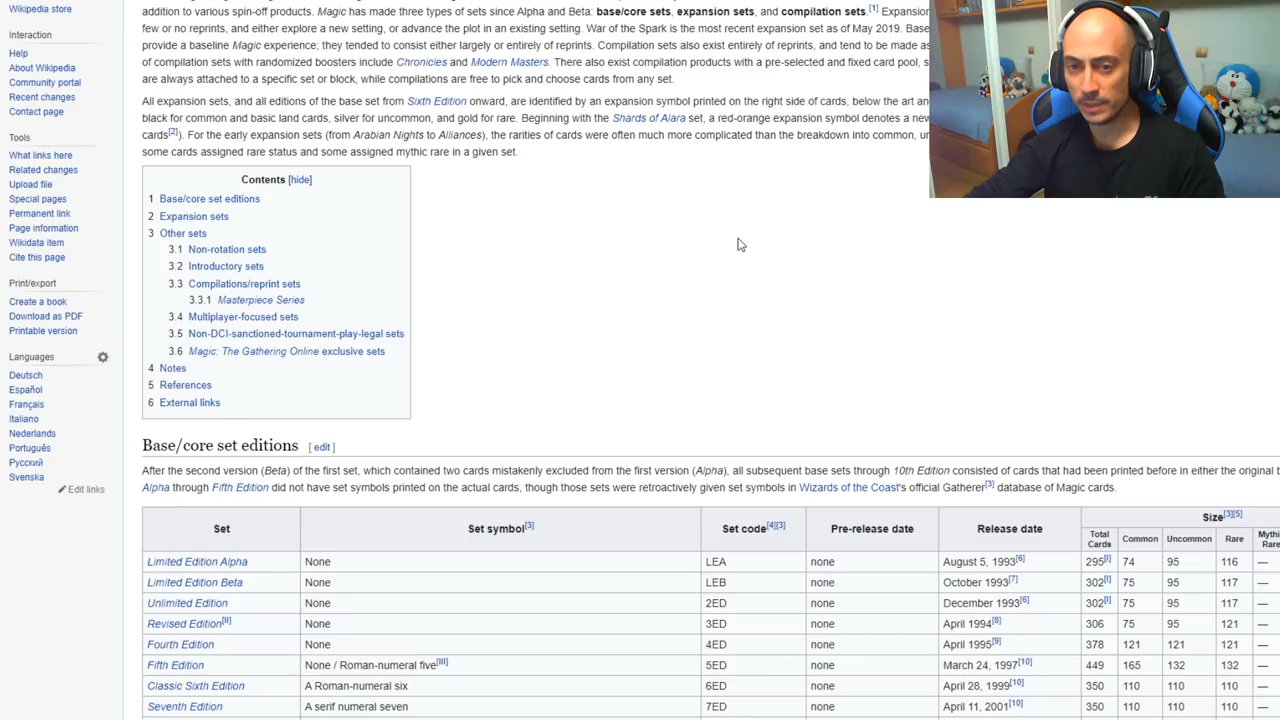 Wikipedia store
Interaction
Help
About Wikipedia
Community portal
Recent changes
Contact page
Tools
What links here
Related changes
Upload file
Special pages
Permanent link
Page information
Wikidata item
Cite this page
Print/export
Create a book
Download as PDF
Printable version
Languages
Deutsch
Español
Français
Italiano
Nederlands
Português
Русский
Svenska
Edit links
addition to various spin-off products. Magic has made three types of sets since Alpha and Beta: base/core sets, expansion sets, and compilation sets.[1] Expansion
few or no reprints, and either explore a new setting, or advance the plot in an existing setting. War of the Spark is the most recent expansion set as of May 2019. Base
provide a baseline Magic experience; they tended to consist either largely or entirely of reprints. Compilation sets also exist entirely of reprints, and tend to be made as
of compilation sets with randomized boosters include Chronicles and Modern Masters. There also exist compilation products with a pre-selected and fixed card pool, s
are always attached to a specific set or block, while compilations are free to pick and choose cards from any set.
All expansion sets, and all editions of the base set from Sixth Edition onward, are identified by an expansion symbol printed on the right side of cards, below the art an
black for common and basic land cards, silver for uncommon, and gold for rare. Beginning with the Shards of Alara set, a red-orange expansion symbol denotes a new
cards[2]). For the early expansion sets (from Arabian Nights to Alliances), the rarities of cards were often much more complicated than the breakdown into common, un
some cards assigned rare status and some assigned mythic rare in a given set.
Contents [hide]
1 Base/core set editions
2 Expansion sets
3 Other sets
3.1 Non-rotation sets
3.2 Introductory sets
3.3 Compilations/reprint sets
3.3.1 Masterpiece Series
3.4 Multiplayer-focused sets
3.5 Non-DCI-sanctioned-tournament-play-legal sets
3.6 Magic: The Gathering Online exclusive sets
4 Notes
5 References
6 External links
Base/core set editions [ edit ]
After the second version (Beta) of the first set, which contained two cards mistakenly excluded from the first version (Alpha), all subsequent base sets through 10th Edition consisted of cards that had been printed before in either the original b
Alpha through Fifth Edition did not have set symbols printed on the actual cards, though those sets were retroactively given set symbols in Wizards of the Coast's official Gatherer[3] database of Magic cards.
Set Set symbol[3] Set code[4][3] Pre-release date Release date Size[3][5]
Total Cards Common Uncommon Rare Mythi Rare
Limited Edition Alpha None LEA none August 5, 1993[6] 295[I] 74 95 116 —
Limited Edition Beta None LEB none October 1993[7] 302[I] 75 95 117 —
Unlimited Edition None 2ED none December 1993[6] 302[I] 75 95 117 —
Revised Edition[II] None 3ED none April 1994[8] 306 75 95 121 —
Fourth Edition None 4ED none April 1995[9] 378 121 121 121 —
Fifth Edition None / Roman-numeral five[III] 5ED none March 24, 1997[10] 449 165 132 132 —
Classic Sixth Edition A Roman-numeral six 6ED none April 28, 1999[10] 350 110 110 110 —
Seventh Edition A serif numeral seven 7ED none April 11, 2001[10] 350 110 110 110 —